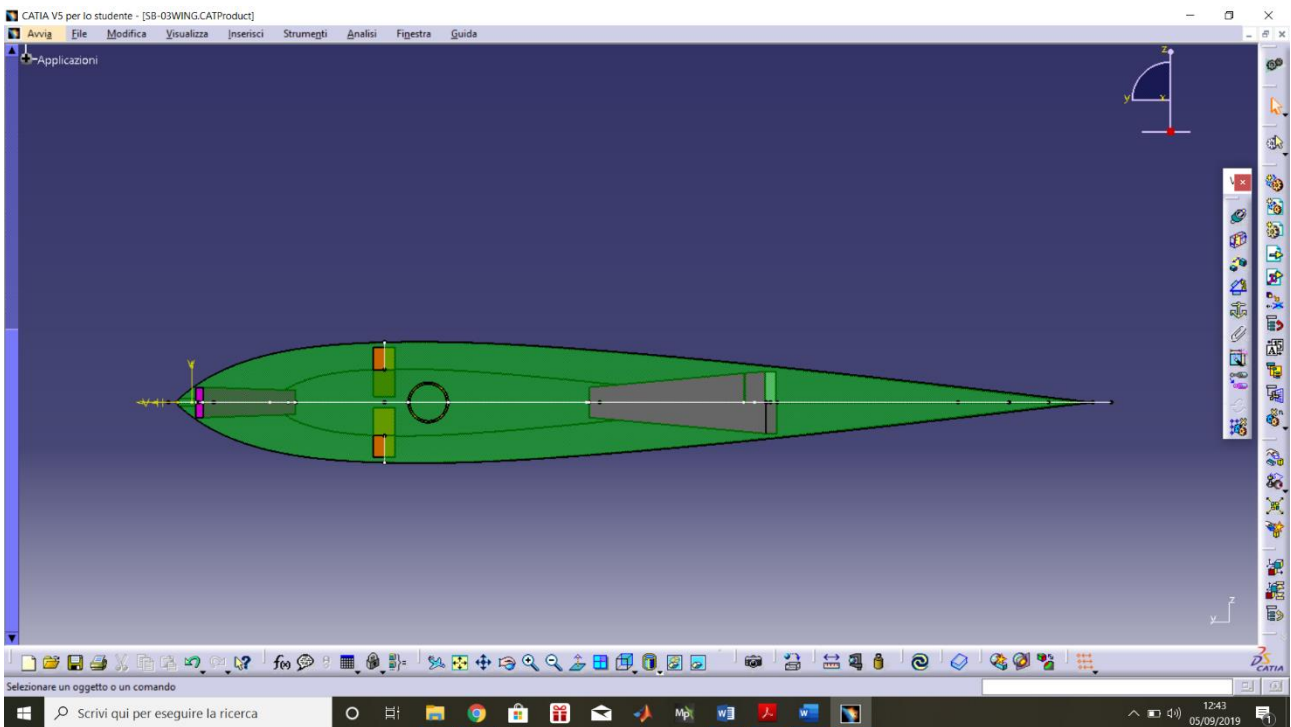 CATIA V5 per lo studente - [SB-03WING.CATProduct]
Avvia File Modifica Visualizza Inserisci Strumenti Analisi Finestra Guida
Applicazioni
z
y x
V
y
z
y
f(x)
CATIA
Selezionare un oggetto o un comando
Scrivi qui per eseguire la ricerca
12:43
05/09/2019